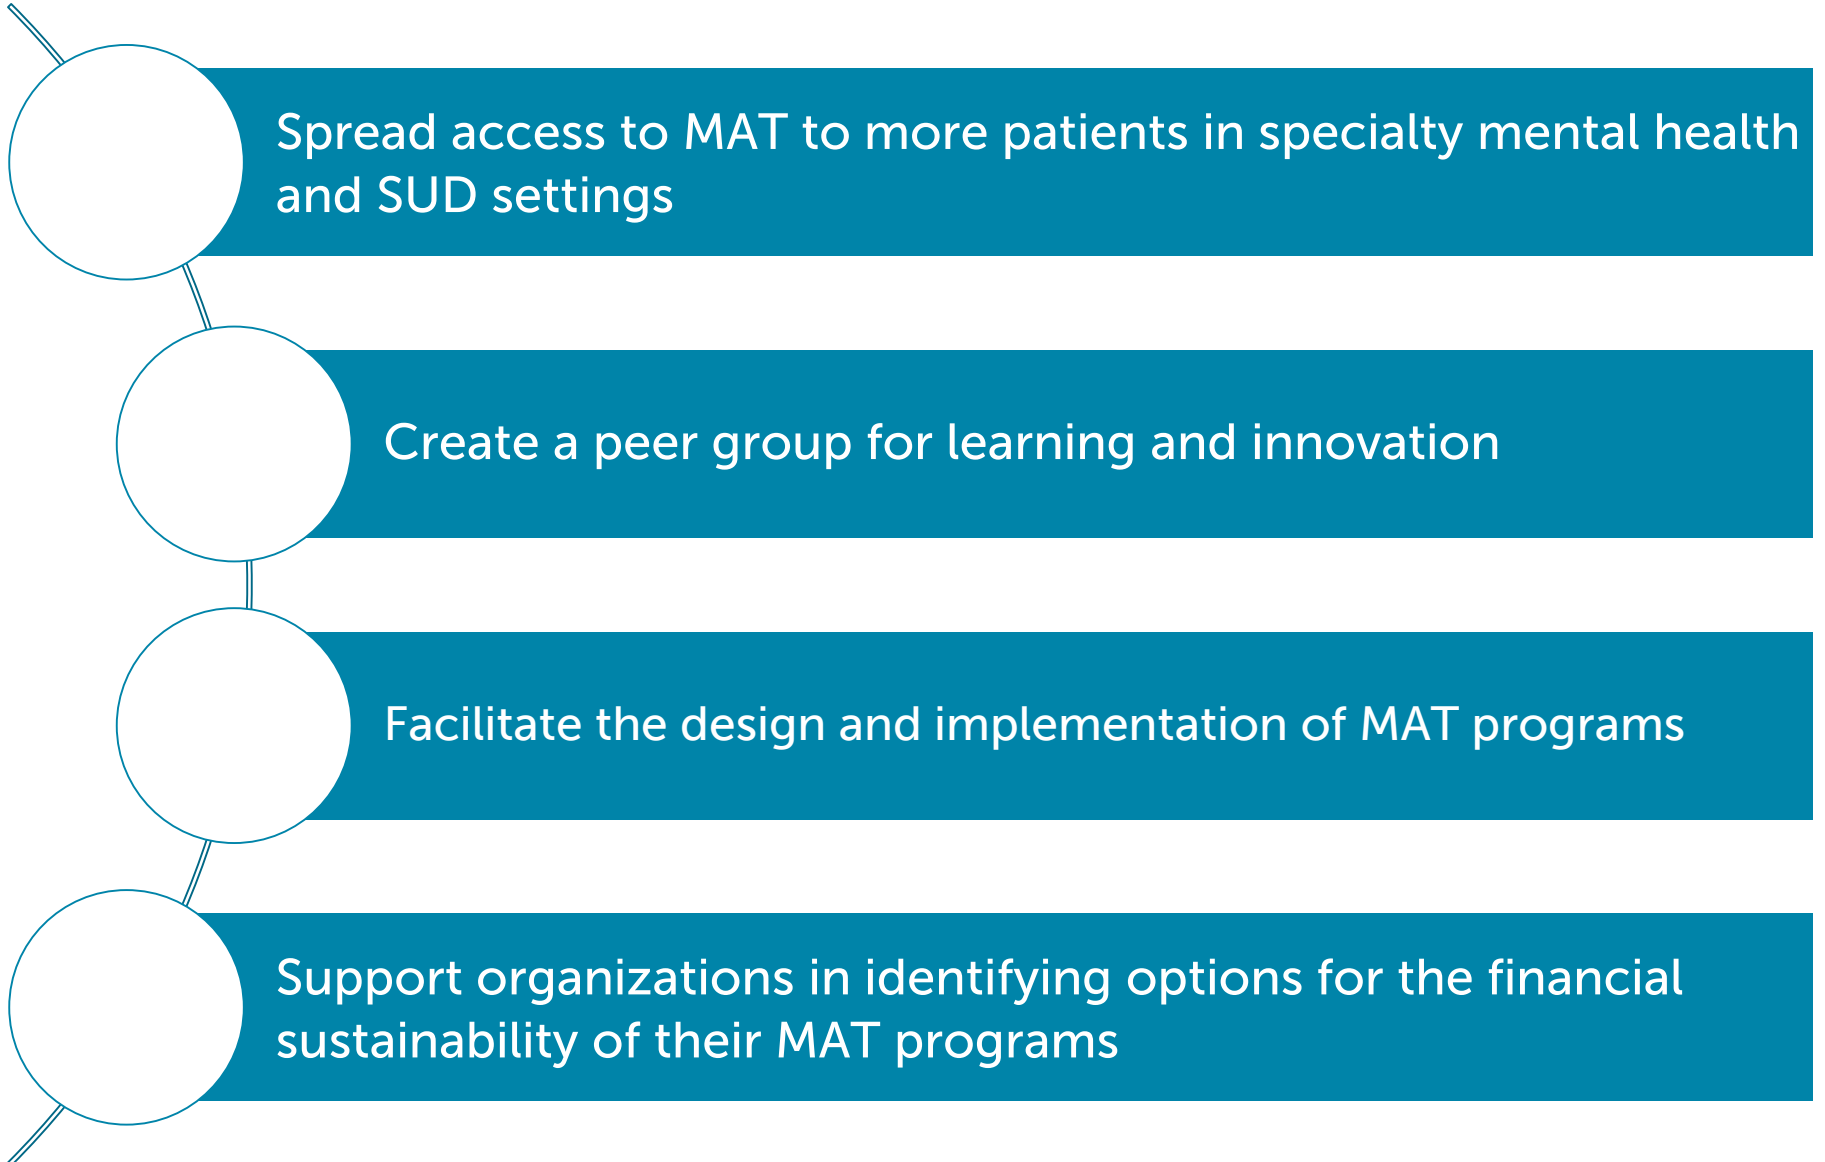 Spread access to MAT to more patients in specialty mental health
and SUD settings
Create a peer group for learning and innovation
Facilitate the design and implementation of MAT programs
Support organizations in identifying options for the financial
sustainability of their MAT programs